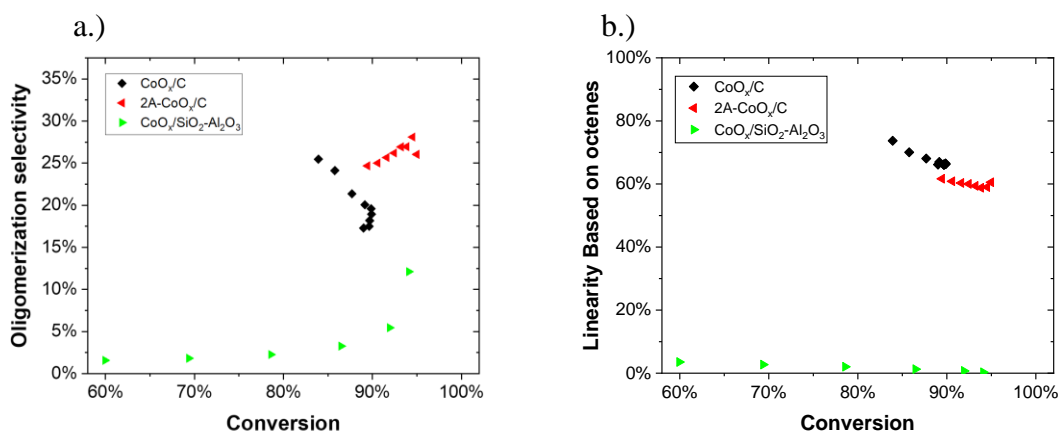 a.)
Oligomerization selectivity
35%
30%
25%
20%
15%
10%
5%
0%
CoOₓ/C
2A-CoOₓ/C
CoOₓ/SiO₂-Al₂O₃
60%
70%
80%
90%
100%
Conversion
b.)
Linearity Based on octenes
100%
80%
60%
40%
20%
0%
CoOₓ/C
2A-CoOₓ/C
CoOₓ/SiO₂-Al₂O₃
60%
70%
80%
90%
100%
Conversion